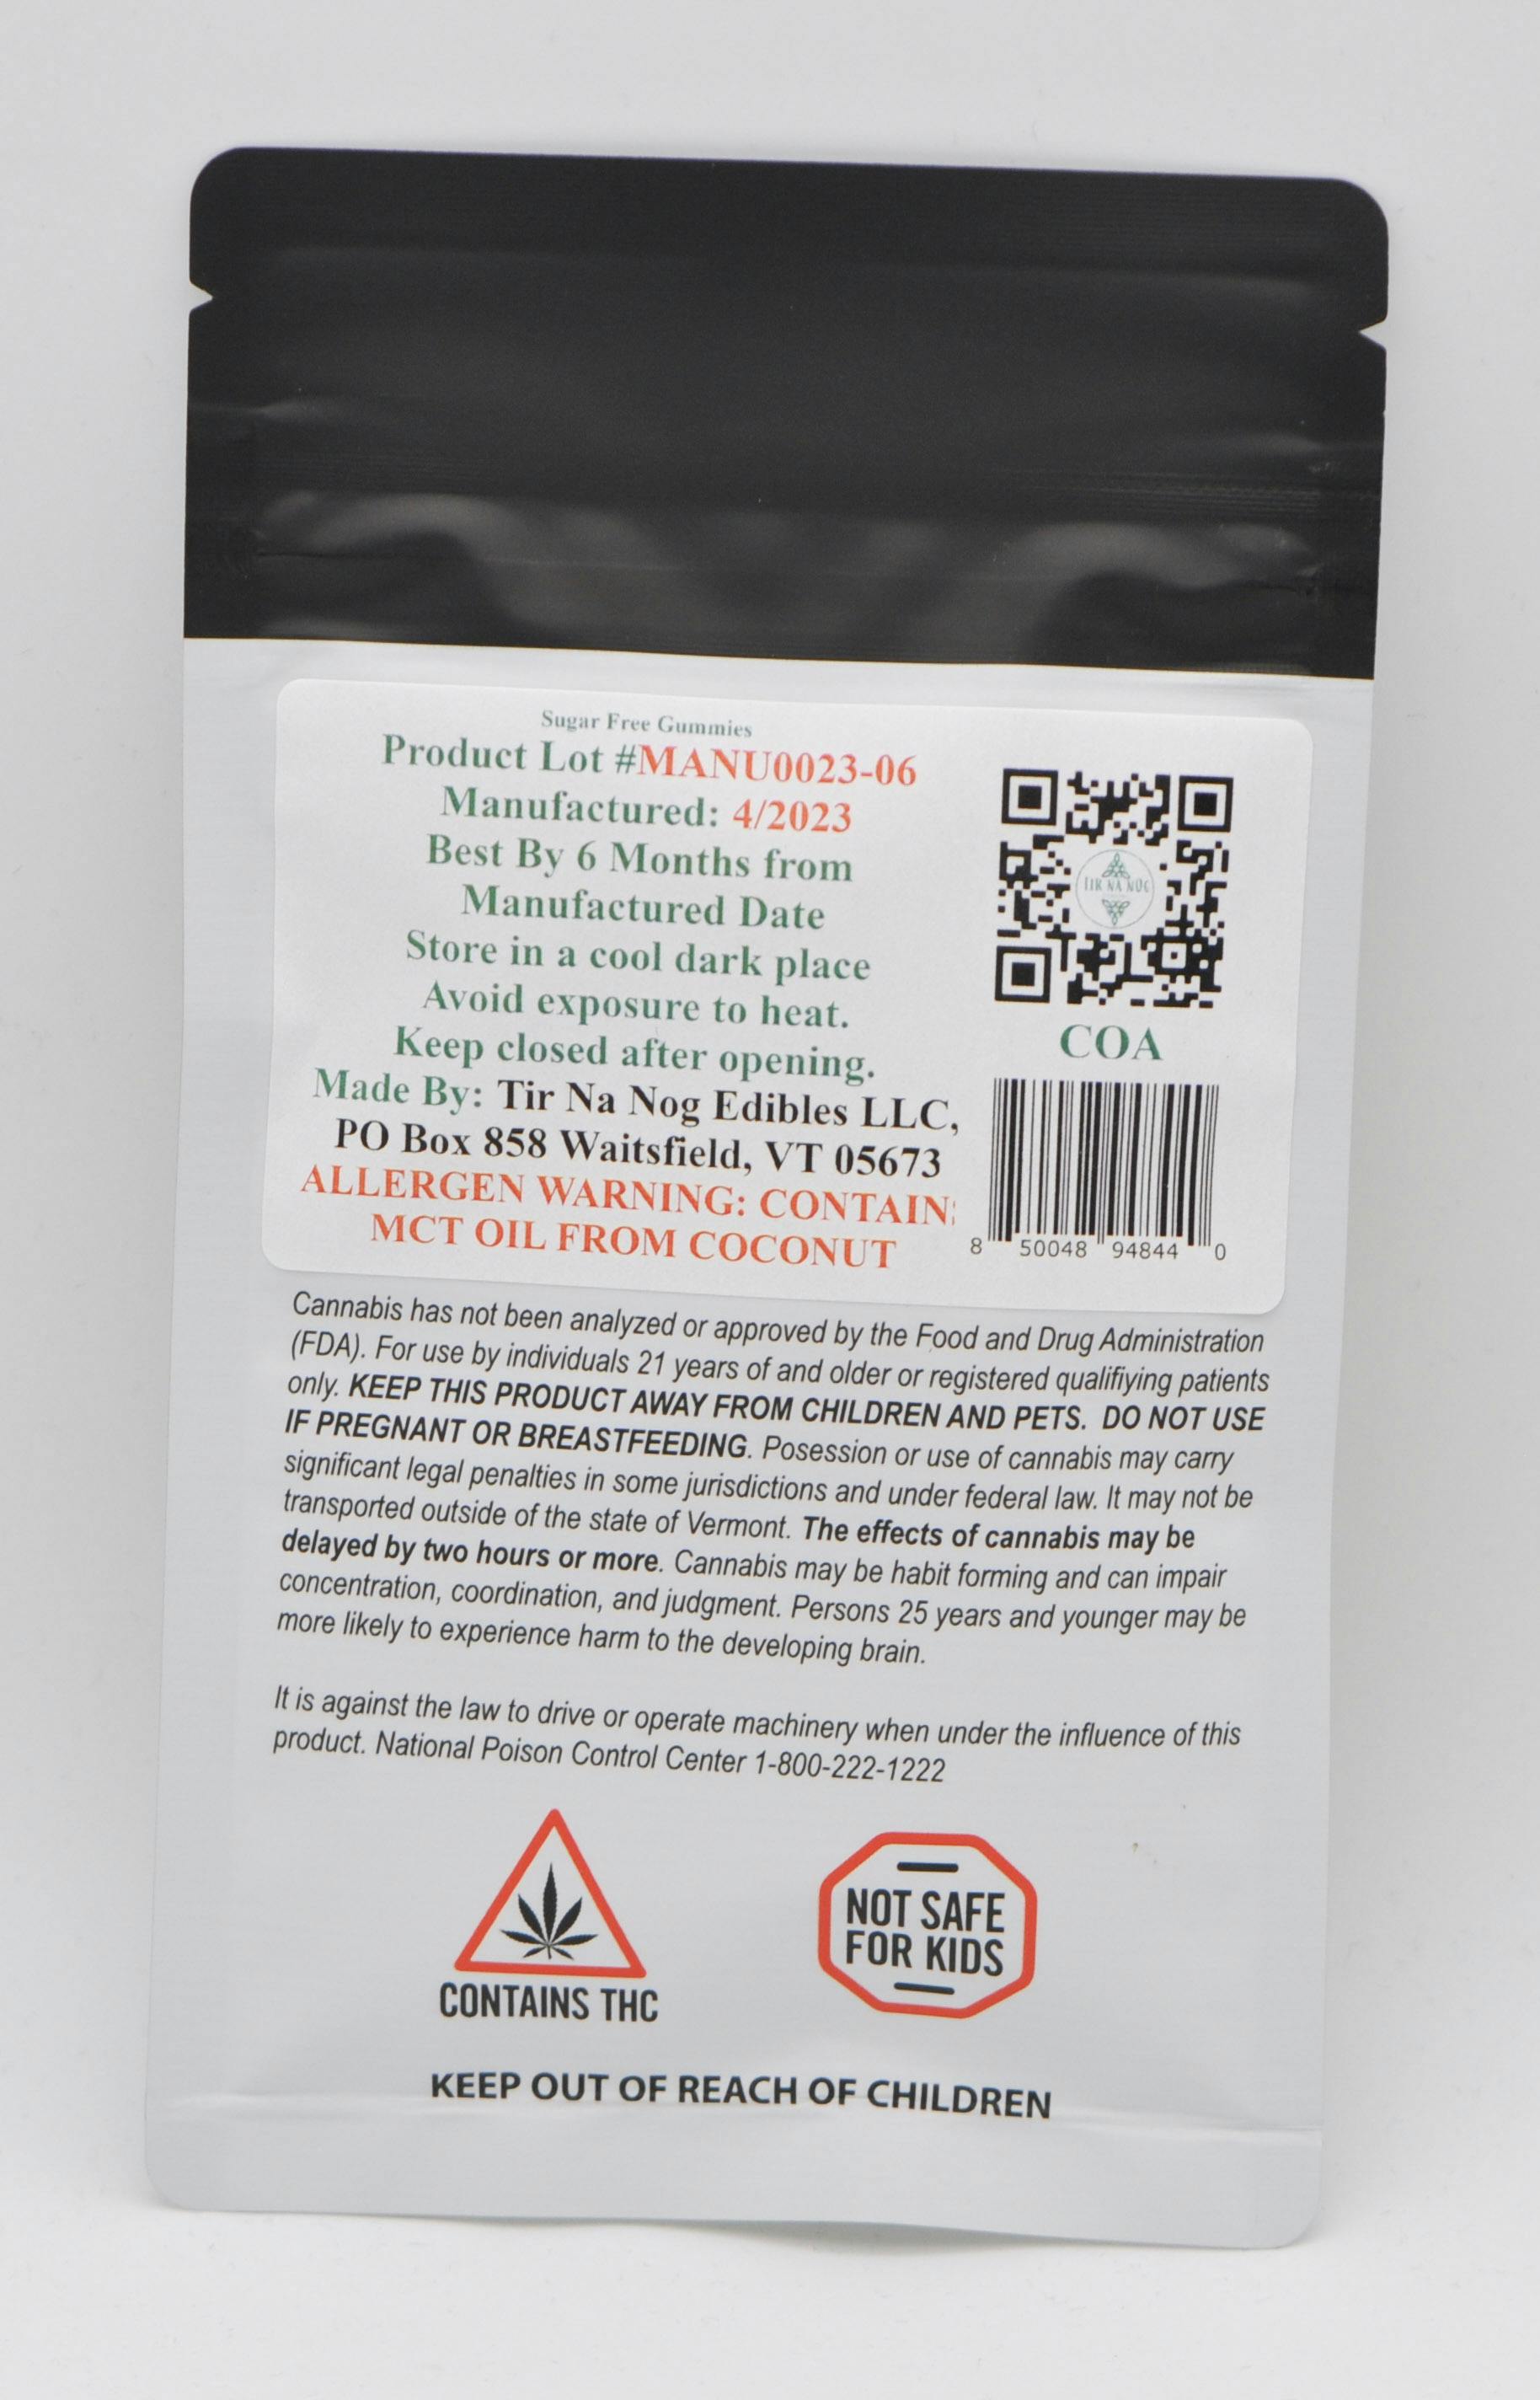 Sugar Free Gummies
Product Lot #MANU0023-06
Manufactured: 4/2023
Best By 6 Months from
Manufactured Date
Store in a cool dark place
Avoid exposure to heat.
Keep closed after opening.
Made By: Tir Na Nog Edibles LLC,
PO Box 858 Waitsfield, VT 05673
ALLERGEN WARNING: CONTAIN
MCT OIL FROM COCONUT
TIR NA NOG
COA
8 50048 94844 0
Cannabis has not been analyzed or approved by the Food and Drug Administration
(FDA). For use by individuals 21 years of and older or registered qualifiying patients
only. KEEP THIS PRODUCT AWAY FROM CHILDREN AND PETS. DO NOT USE
IF PREGNANT OR BREASTFEEDING. Posession or use of cannabis may carry
significant legal penalties in some jurisdictions and under federal law. It may not be
transported outside of the state of Vermont. The effects of cannabis may be
delayed by two hours or more. Cannabis may be habit forming and can impair
concentration, coordination, and judgment. Persons 25 years and younger may be
more likely to experience harm to the developing brain.
It is against the law to drive or operate machinery when under the influence of this
product. National Poison Control Center 1-800-222-1222
CONTAINS THC
NOT SAFE
FOR KIDS
KEEP OUT OF REACH OF CHILDREN